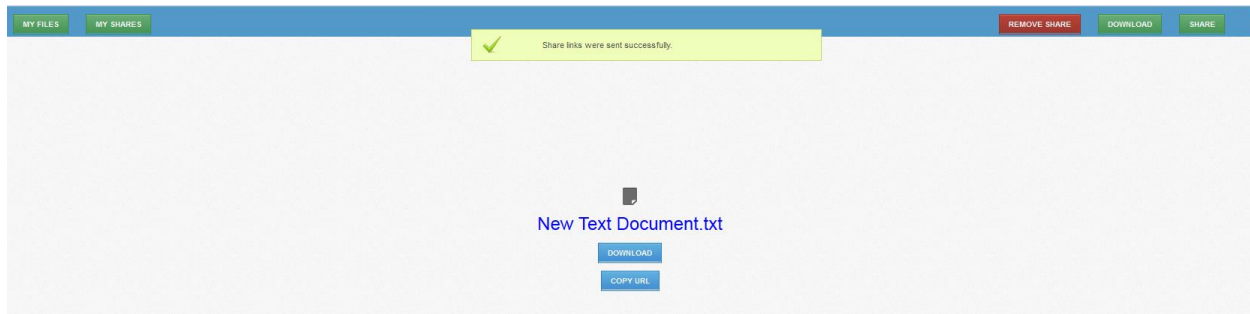 MY FILES MY SHARES REMOVE SHARE DOWNLOAD SHARE
Share links were sent successfully.
New Text Document.txt
DOWNLOAD
COPY URL